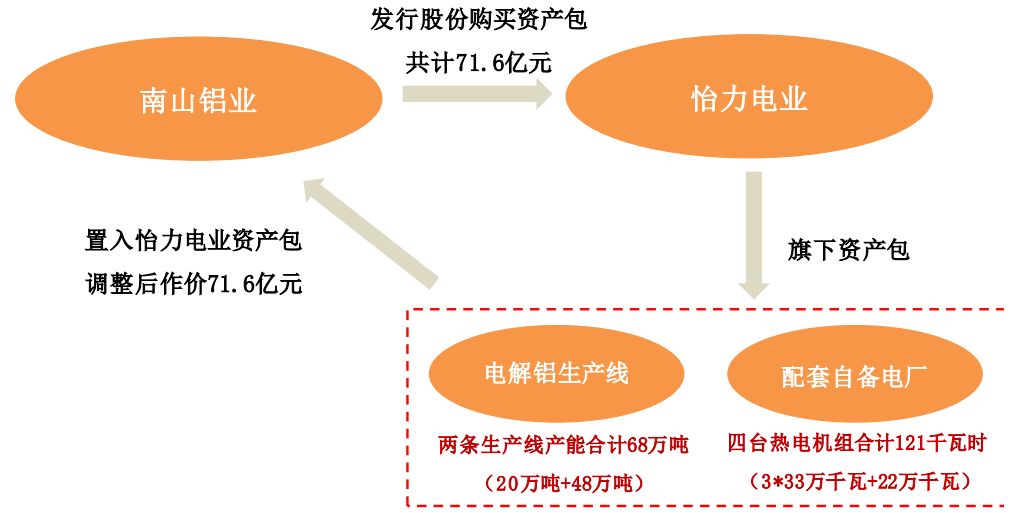 发行股份购买资产包
共计71.6亿元
南山铝业
怡力电业
置入怡力电业资产包
调整后作价71.6亿元
旗下资产包
电解铝生产线
配套自备电厂
两条生产线产能合计68万吨
（20万吨+48万吨）
四台热电机组合计121千瓦时
（3*33万千瓦+22万千瓦）